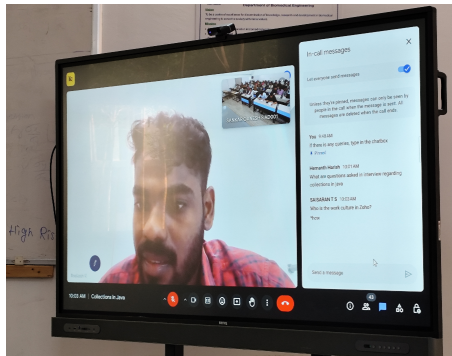 Department of Biomedical Engineering
High Ris
In-call messages
Let everyone send messages
Unless they're pinned, messages can only be seen by
people in the call when the message is sent. All
messages are deleted when the call ends.
You 9:48 AM
If there is any queries, type in the chatbox
Pinned
Hemanth Harish 10:01 AM
What are questions asked in interview regarding
collections in java
SAISARAN T S 10:03 AM
Who is the work culture in Zoho?
*how
Send a message
10:03 AM | Collections In Java
43